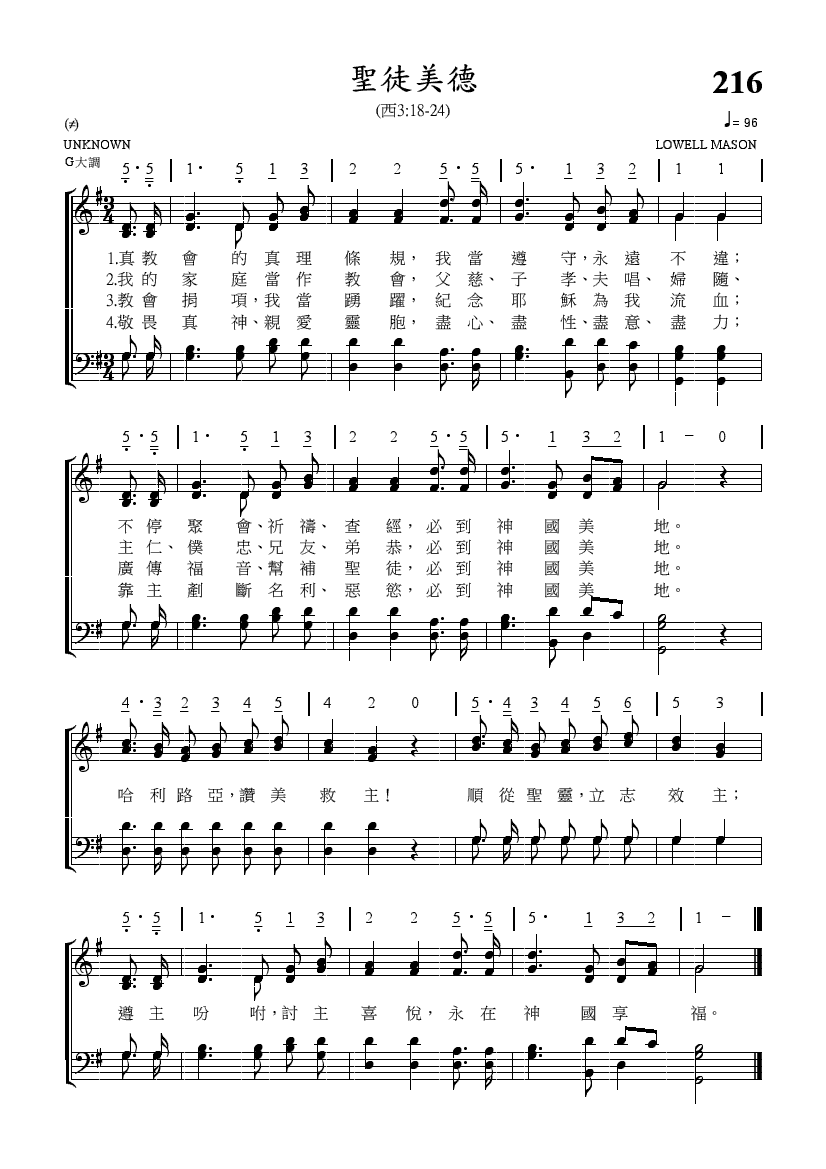 聖徒美德
216
(西3:18-24)
(≠)
♩= 96
UNKNOWN
LOWELL MASON
G大調
5· 5 | 1· 5 1 3 | 2 2 5· 5 | 5· 1 3 2 | 1 1 |
3/4
1.真教會的真理條規，我當遵守，永遠不違；
2.我的家庭當作教會，父慈、子孝、夫唱、婦隨、
3.教會捐項，我當踴躍，紀念耶穌為我流血；
4.敬畏真神、親愛靈胞，盡心、盡性、盡意、盡力；
3/4
5· 5 | 1· 5 1 3 | 2 2 5· 5 | 5· 1 3 2 | 1 – 0 |
不停聚會、祈禱、查經，必到神國美地。
主仁、僕忠、兄友、弟恭，必到神國美地。
廣傳福音、幫補聖徒，必到神國美地。
靠主剷斷名利、惡慾，必到神國美地。
4· 3 2 3 4 5 | 4 2 0 | 5· 4 3 4 5 6 | 5 3 |
哈利路亞，讚美救主！順從聖靈，立志效主；
5· 5 | 1· 5 1 3 | 2 2 5· 5 | 5· 1 3 2 | 1 – ‖
遵主吩咐，討主喜悅，永在神國享福。